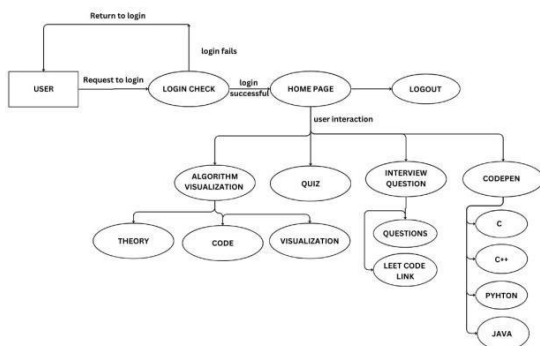 Return to login
login fails
USER
Request to login
LOGIN CHECK
login
successful
HOME PAGE
LOGOUT
user interaction
ALGORITHM
VISUALIZATION
QUIZ
INTERVIEW
QUESTION
CODEPEN
THEORY
CODE
VISUALIZATION
QUESTIONS
LEET CODE
LINK
C
C++
PYHTON
JAVA